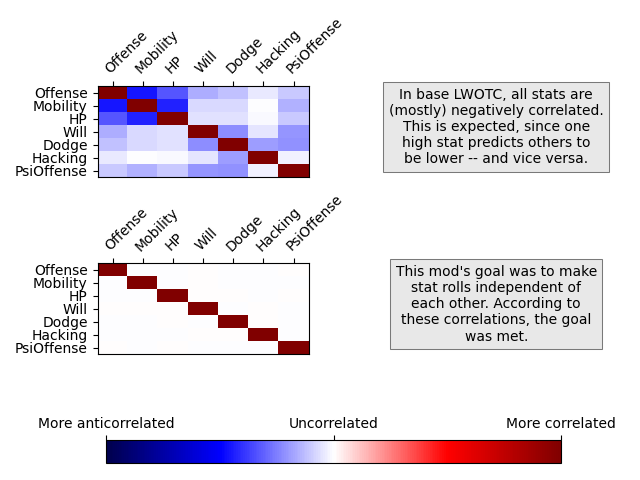 Offense
Mobility
HP
Will
Dodge
Hacking
PsiOffense
Offense
Mobility
HP
Will
Dodge
Hacking
PsiOffense
In base LWOTC, all stats are
(mostly) negatively correlated.
This is expected, since one
high stat predicts others to
be lower -- and vice versa.
Offense
Mobility
HP
Will
Dodge
Hacking
PsiOffense
Offense
Mobility
HP
Will
Dodge
Hacking
PsiOffense
This mod's goal was to make
stat rolls independent of
each other. According to
these correlations, the goal
was met.
More anticorrelated
Uncorrelated
More correlated